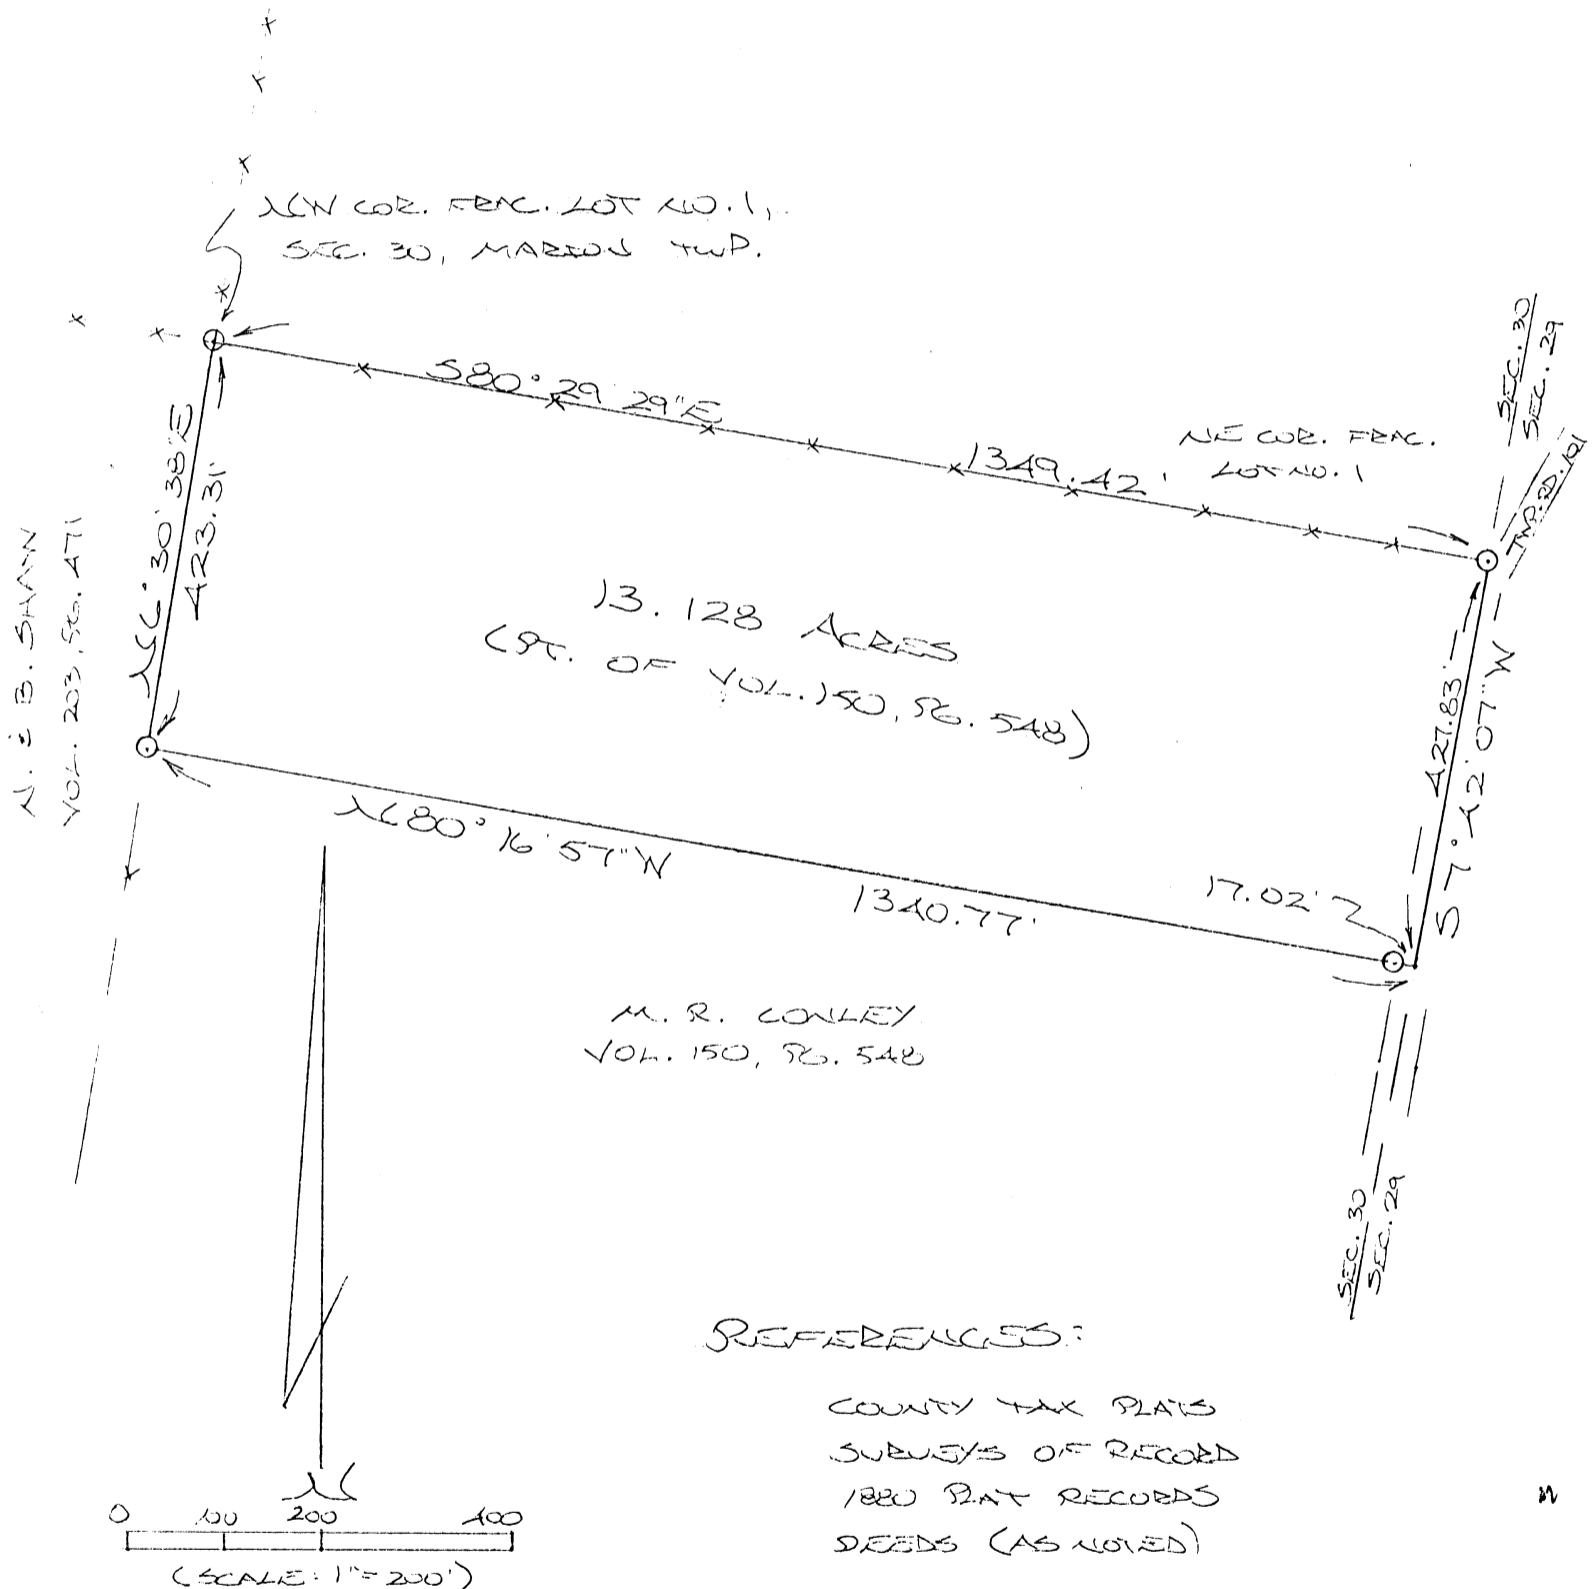 NW COR. FRAC. LOT NO. 1,
SEC. 30, MARION TWP.
S80° 29' 29"E
1349.42'
NE COR. FRAC.
LOT NO. 1
SEC. 30
SEC. 29
TWP. RD. 101
N6° 30' 38"E
423.31'
N. & B. SHAWN
VOL. 203, PG. 471
13.128 ACRES
(PT. OF VOL. 150, PG. 548)
427.83'
S7° 42' 07"W
N80° 16' 57"W
1340.77'
17.02'
M. R. CONLEY
VOL. 150, PG. 548
SEC. 30
SEC. 29
REFERENCES:
COUNTY TAX PLATS
SURVEYS OF RECORD
1880 PLAT RECORDS
DEEDS (AS NOTED)
N
0 100 200 400
(SCALE: 1"=200')